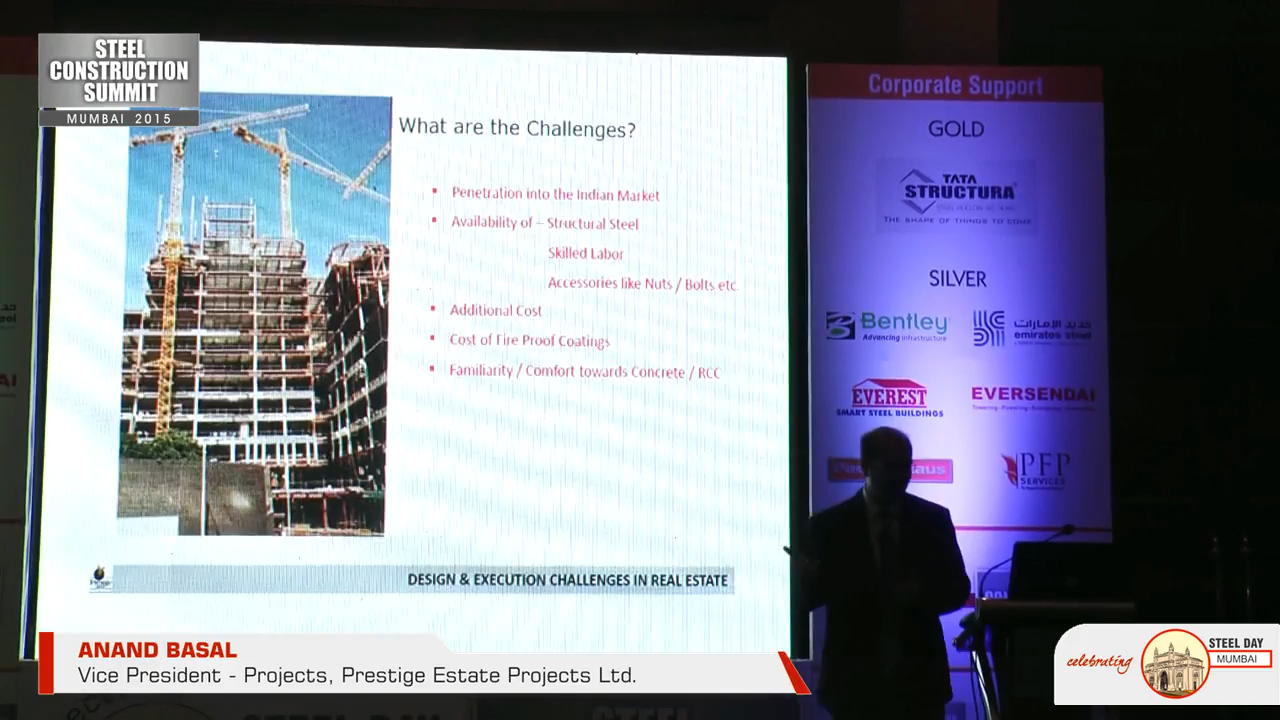 STEEL
CONSTRUCTION
SUMMIT
MUMBAI 2015
What are the Challenges?
Penetration into the Indian Market
Availability of – Structural Steel
Skilled Labor
Accessories like Nuts / Bolts etc
Additional Cost
Cost of Fire Proof Coatings
Familiarity / Comfort towards Concrete / RCC
DESIGN & EXECUTION CHALLENGES IN REAL ESTATE
Corporate Support
GOLD
TATA
STRUCTURA
THE SHAPE OF THINGS TO COME
SILVER
Bentley
Advancing Infrastructure
حديد الإمارات
emirates steel
EVEREST
SMART STEEL BUILDINGS
EVERSENDAI
PFP
SERVICES
ANAND BASAL
Vice President - Projects, Prestige Estate Projects Ltd.
celebrating
STEEL DAY
MUMBAI